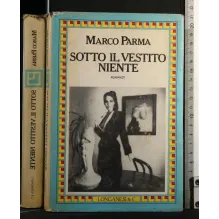 MARCO PARMA
SOTTO IL VESTITO
NIENTE
ROMANZO
LONGANESI & C.
MARCO PARMA
SOTTO IL VESTITO NIENTE